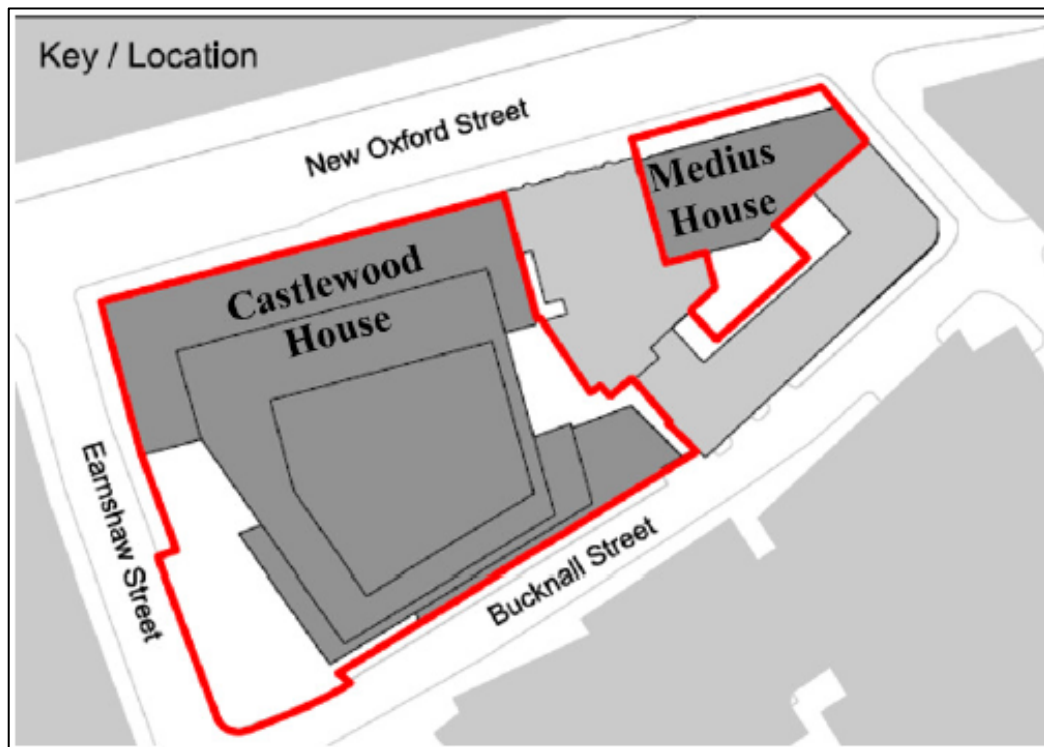 Key / Location
New Oxford Street
Medius
House
Castlewood
House
Earnshaw Street
Bucknall Street